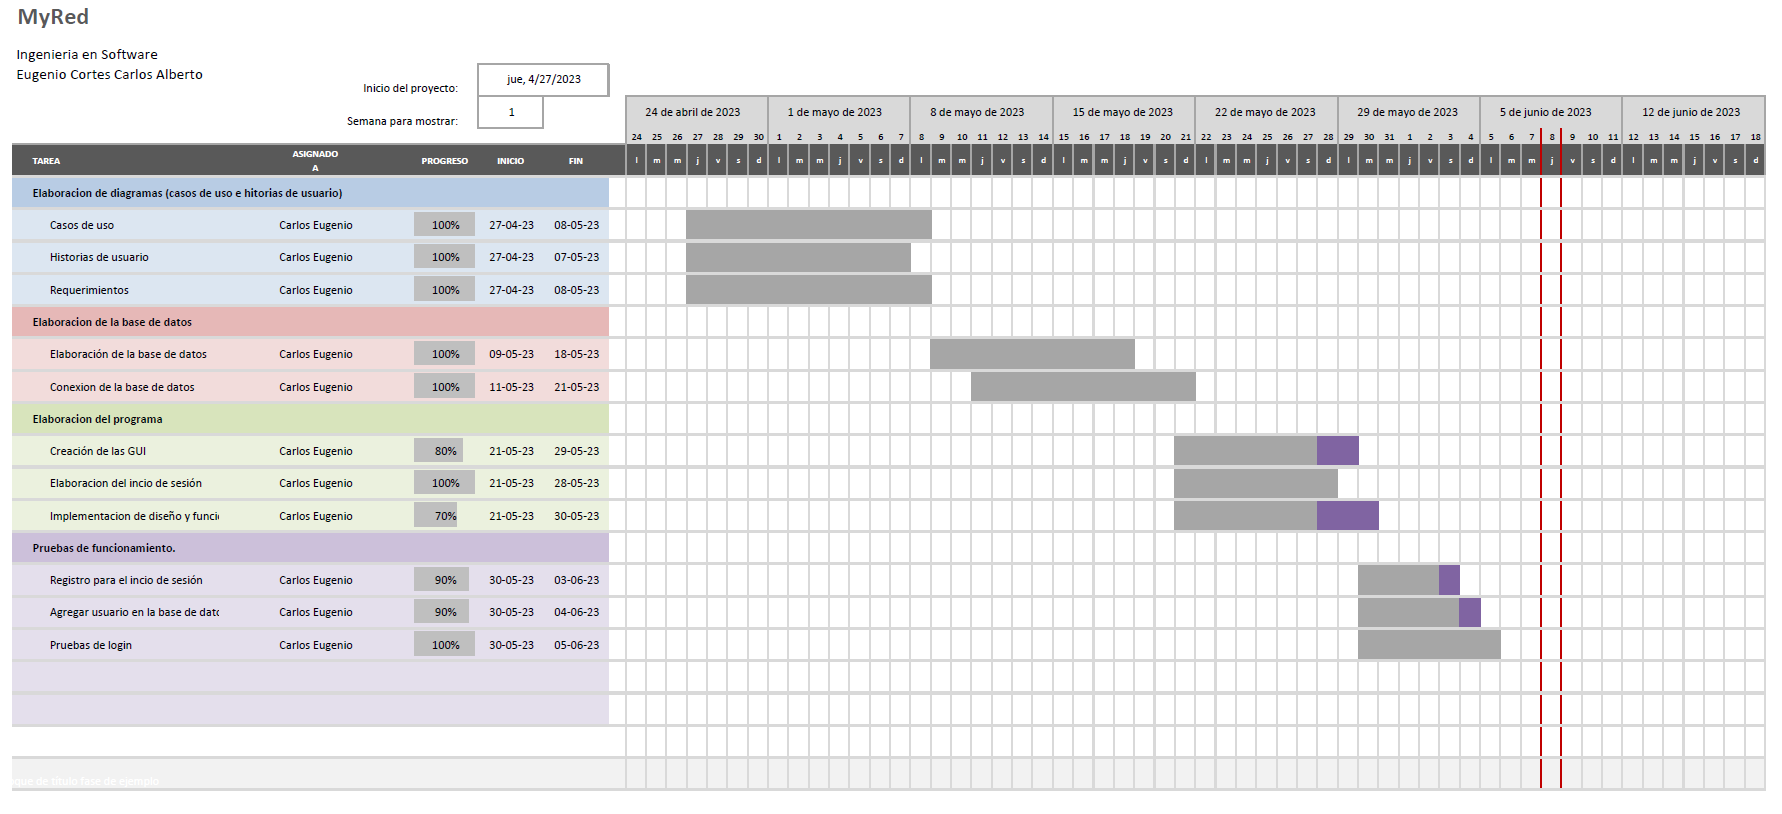 MyRed
Ingenieria en Software
Eugenio Cortes Carlos Alberto
Inicio del proyecto: jue, 4/27/2023
Semana para mostrar: 1
24 de abril de 2023 1 de mayo de 2023 8 de mayo de 2023 15 de mayo de 2023 22 de mayo de 2023 29 de mayo de 2023 5 de junio de 2023 12 de junio de 2023
24 25 26 27 28 29 30 1 2 3 4 5 6 7 8 9 10 11 12 13 14 15 16 17 18 19 20 21 22 23 24 25 26 27 28 29 30 31 1 2 3 4 5 6 7 8 9 10 11 12 13 14 15 16 17 18
TAREA ASIGNADO A PROGRESO INICIO FIN l m m j v s d l m m j v s d l m m j v s d l m m j v s d l m m j v s d l m m j v s d l m m j v s d l m m j v s d
Elaboracion de diagramas (casos de uso e hitorias de usuario)
Casos de uso Carlos Eugenio 100% 27-04-23 08-05-23
Historias de usuario Carlos Eugenio 100% 27-04-23 07-05-23
Requerimientos Carlos Eugenio 100% 27-04-23 08-05-23
Elaboracion de la base de datos
Elaboración de la base de datos Carlos Eugenio 100% 09-05-23 18-05-23
Conexion de la base de datos Carlos Eugenio 100% 11-05-23 21-05-23
Elaboracion del programa
Creación de las GUI Carlos Eugenio 80% 21-05-23 29-05-23
Elaboracion del incio de sesión Carlos Eugenio 100% 21-05-23 28-05-23
Implementacion de diseño y funci Carlos Eugenio 70% 21-05-23 30-05-23
Pruebas de funcionamiento.
Registro para el incio de sesión Carlos Eugenio 90% 30-05-23 03-06-23
Agregar usuario en la base de datc Carlos Eugenio 90% 30-05-23 04-06-23
Pruebas de login Carlos Eugenio 100% 30-05-23 05-06-23
que de título fase de ejemplo